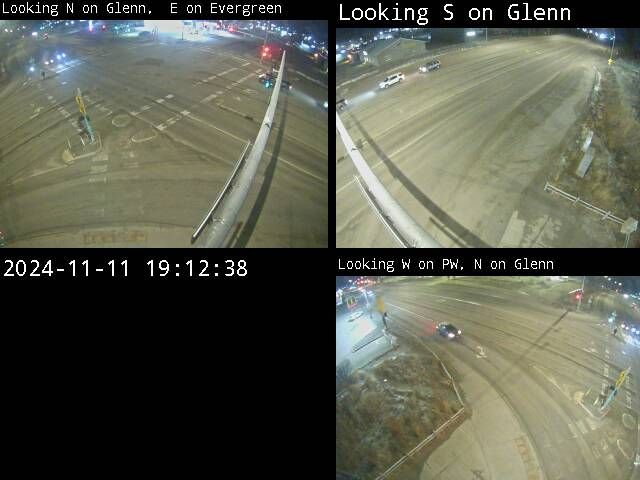 Looking N on Glenn,  E on Evergreen
Looking S on Glenn
2024-11-11 19:12:38
Looking W on PW, N on Glenn